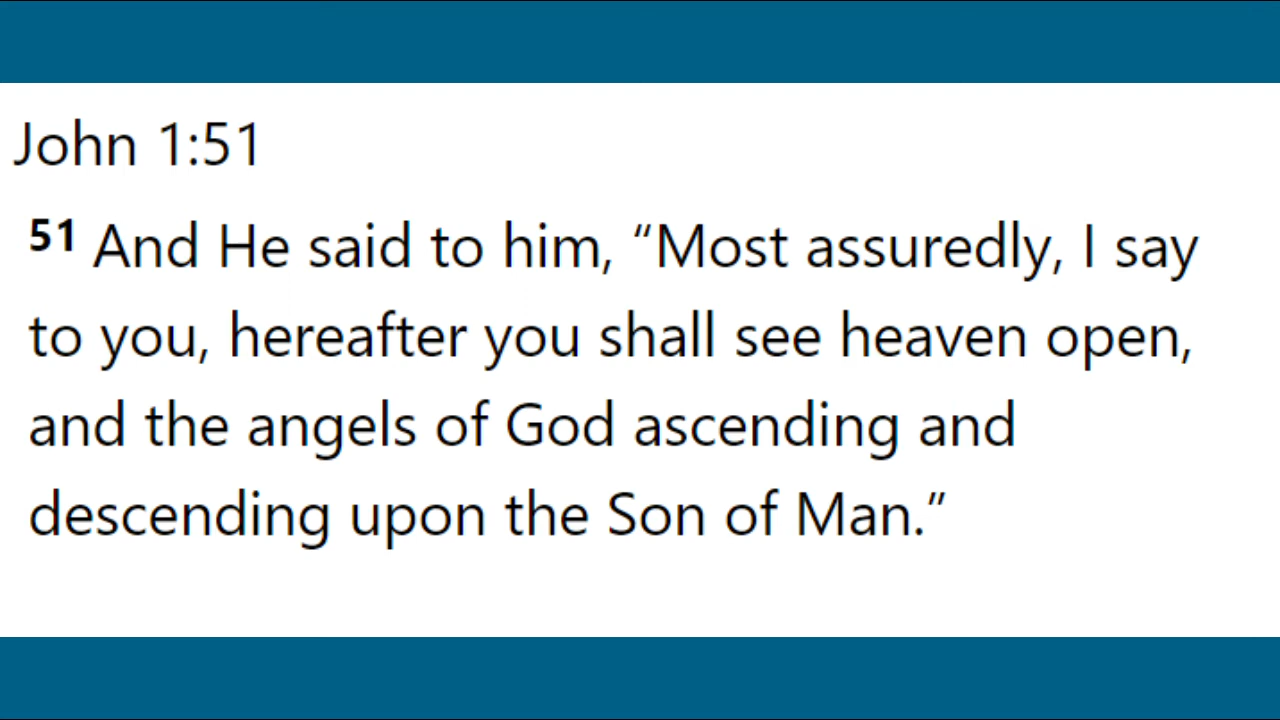 John 1:51
51 And He said to him, “Most assuredly, I say
to you, hereafter you shall see heaven open,
and the angels of God ascending and
descending upon the Son of Man.”